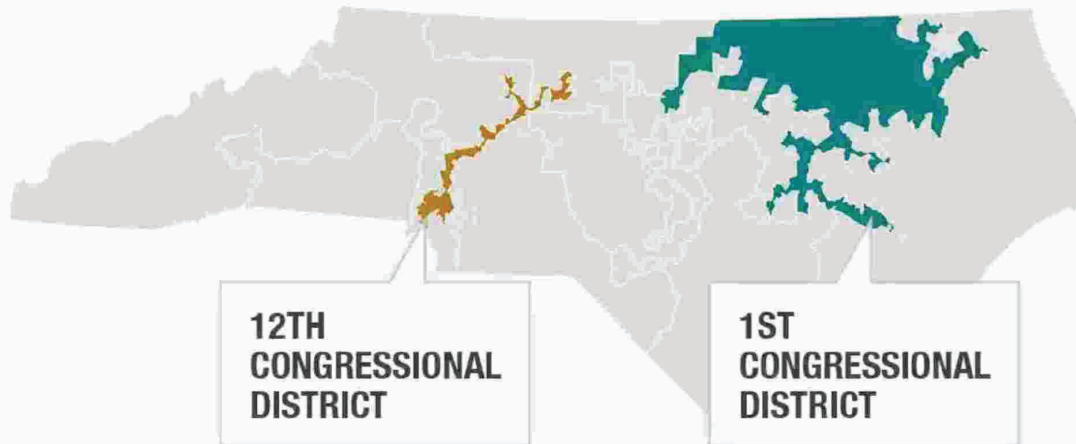 12TH
CONGRESSIONAL
DISTRICT
1ST
CONGRESSIONAL
DISTRICT